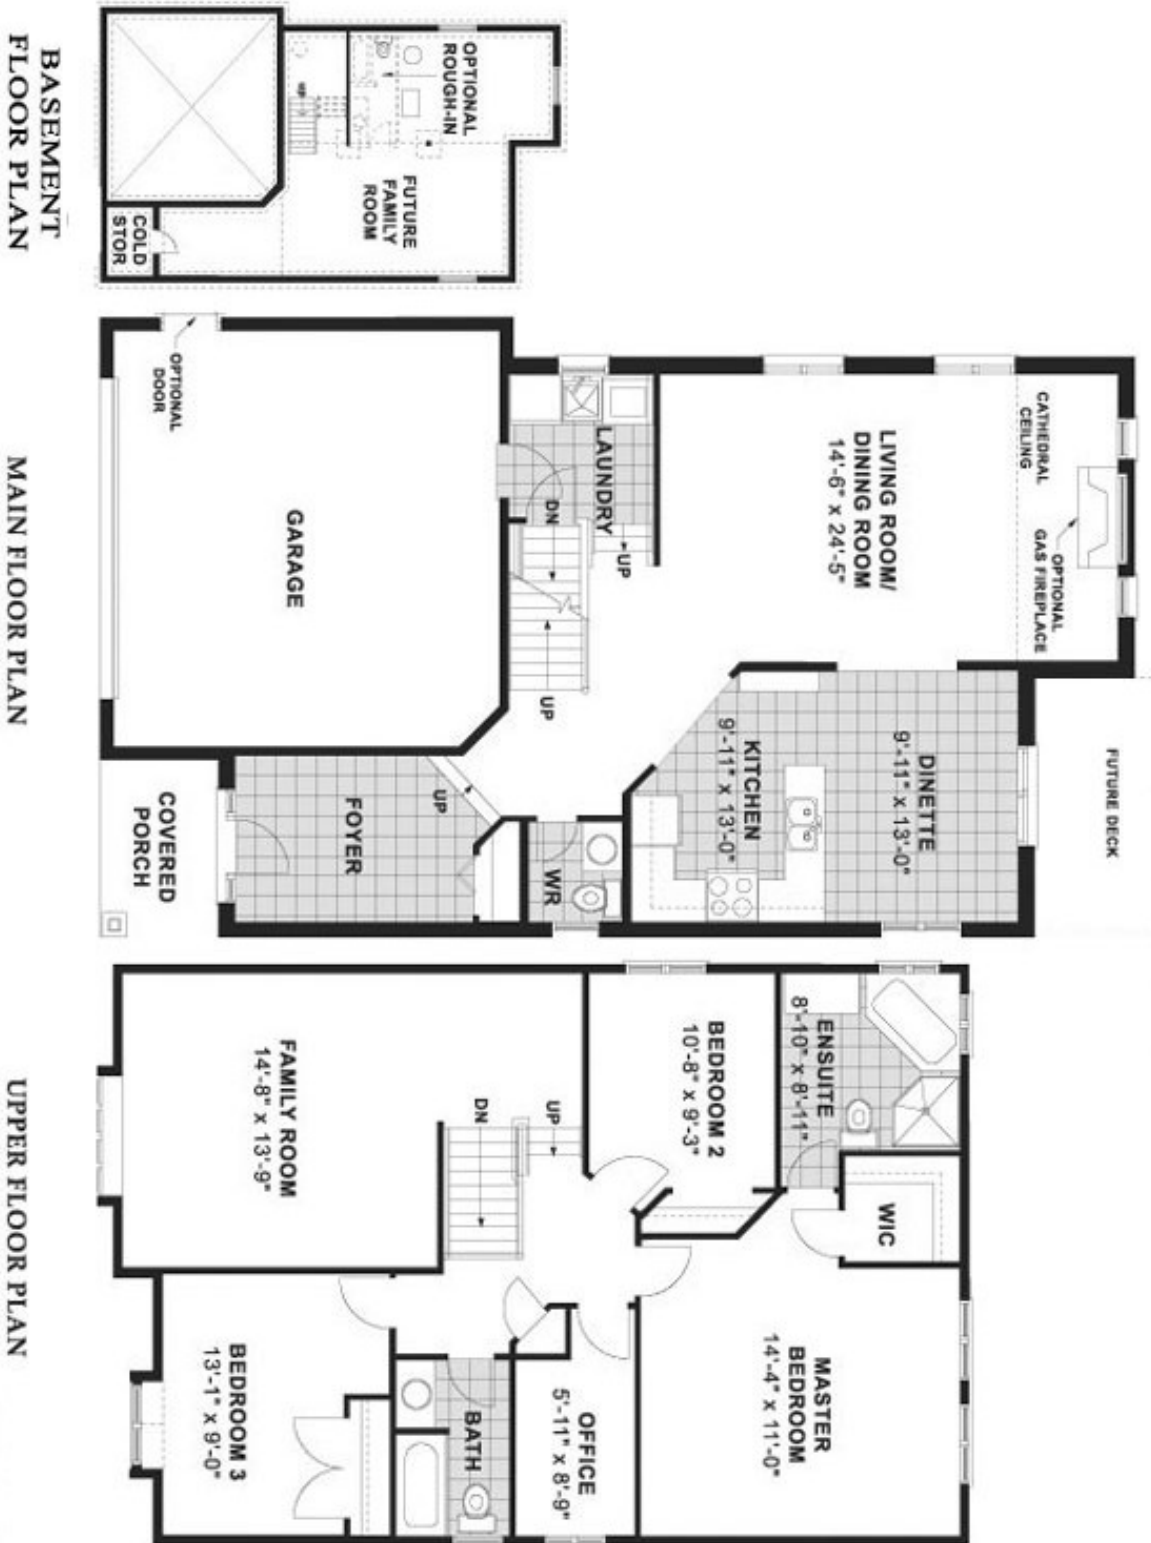 BASEMENT
FLOOR PLAN
OPTIONAL
ROUGH-IN
UP
FUTURE
FAMILY
ROOM
COLD
STOR
MAIN FLOOR PLAN
CATHEDRAL
CEILING
OPTIONAL
GAS FIREPLACE
FUTURE DECK
LIVING ROOM/
DINING ROOM
14'-6" x 24'-5"
DINETTE
9'-11" x 13'-0"
KITCHEN
9'-11" x 13'-0"
LAUNDRY
UP
DN
UP
WR
OPTIONAL
DOOR
GARAGE
UP
FOYER
COVERED
PORCH
UPPER FLOOR PLAN
ENSUITE
8'-10" x 8'-11"
WIC
MASTER
BEDROOM
14'-4" x 11'-0"
BEDROOM 2
10'-8" x 9'-3"
UP
DN
OFFICE
5'-11" x 8'-9"
BATH
FAMILY ROOM
14'-8" x 13'-9"
BEDROOM 3
13'-1" x 9'-0"